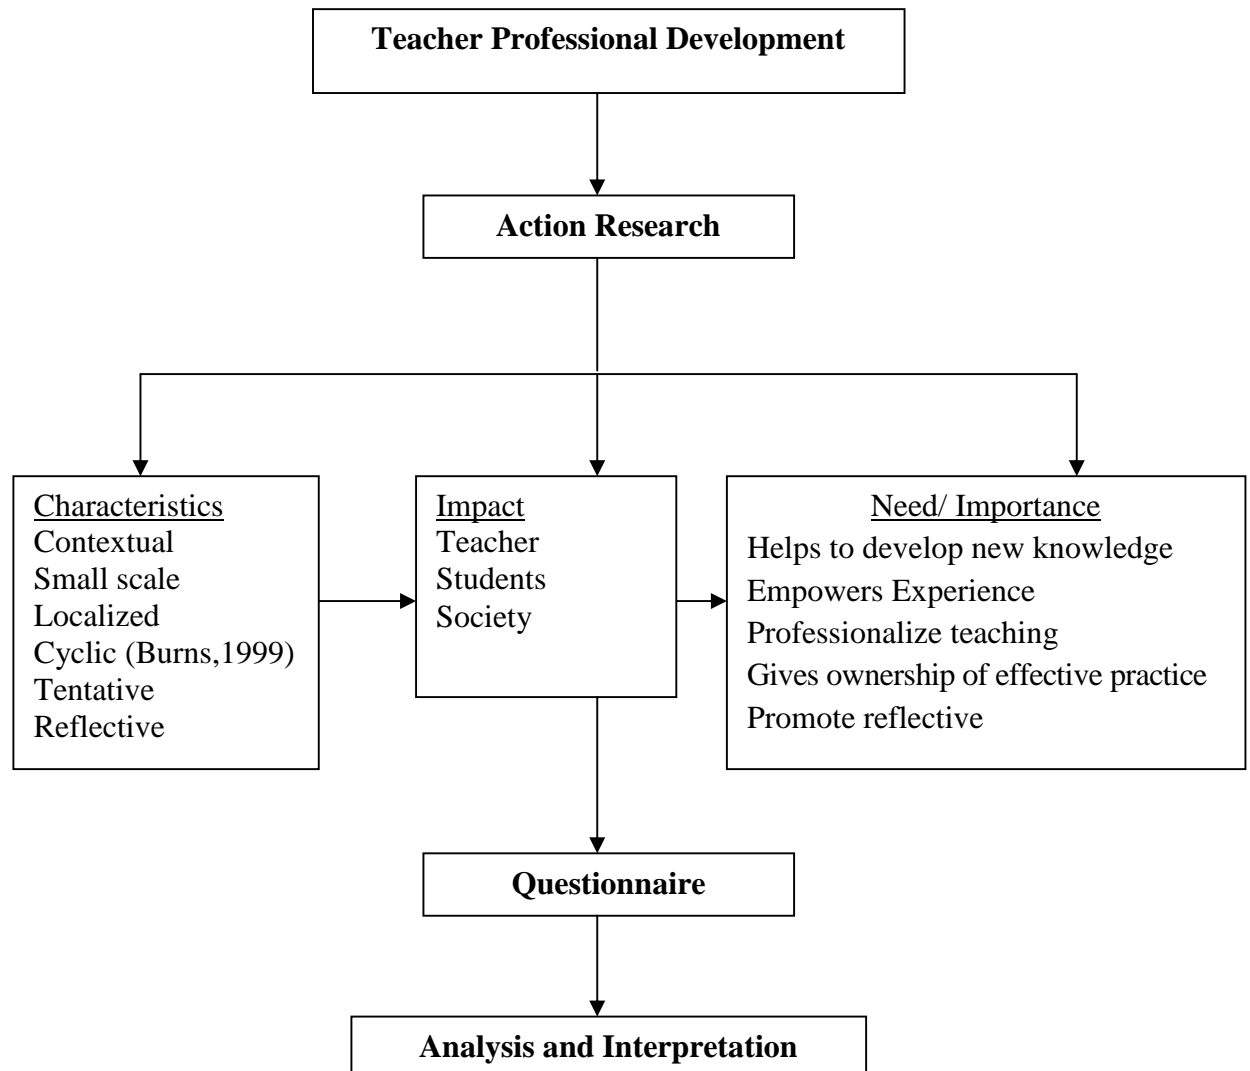 Teacher Professional Development
Action Research
Characteristics
Contextual
Small scale
Localized
Cyclic (Burns,1999)
Tentative
Reflective
Impact
Teacher
Students
Society
Need/ Importance
Helps to develop new knowledge
Empowers Experience
Professionalize teaching
Gives ownership of effective practice
Promote reflective
Questionnaire
Analysis and Interpretation